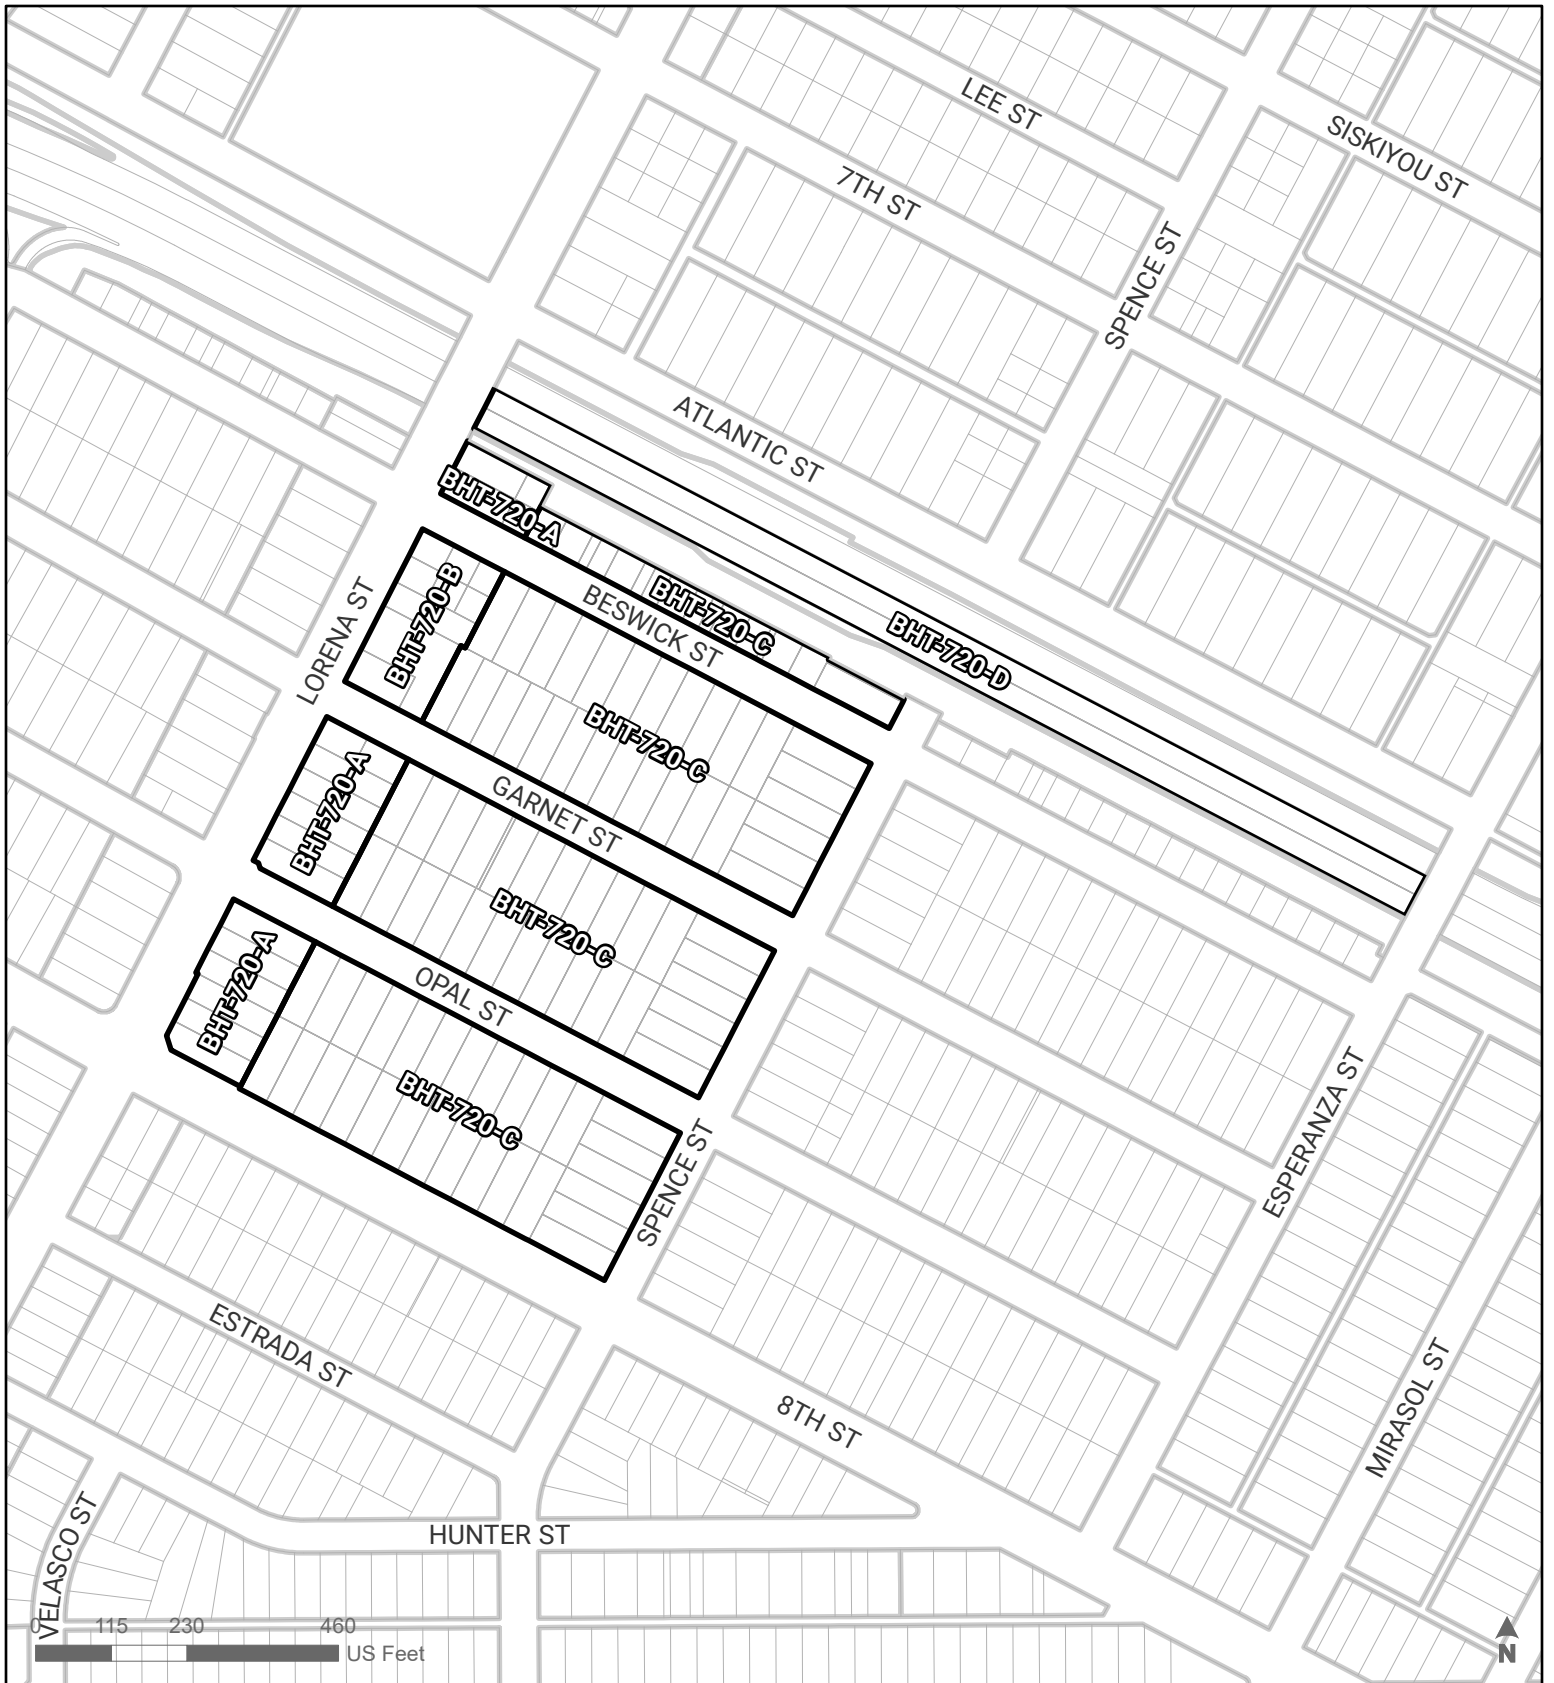 LEE ST
SISKIYOU ST
7TH ST
SPENCE ST
ATLANTIC ST
BHT-720-A
BHT-720-B
BHT-720-C
BESWICK ST
BHT-720-D
LORENA ST
BHT-720-C
BHT-720-A
GARNET ST
BHT-720-C
BHT-720-A
OPAL ST
BHT-720-C
SPENCE ST
ESPERANZA ST
ESTRADA ST
8TH ST
MIRASOL ST
VELASCO ST
HUNTER ST
0 115 230 460
US Feet
N